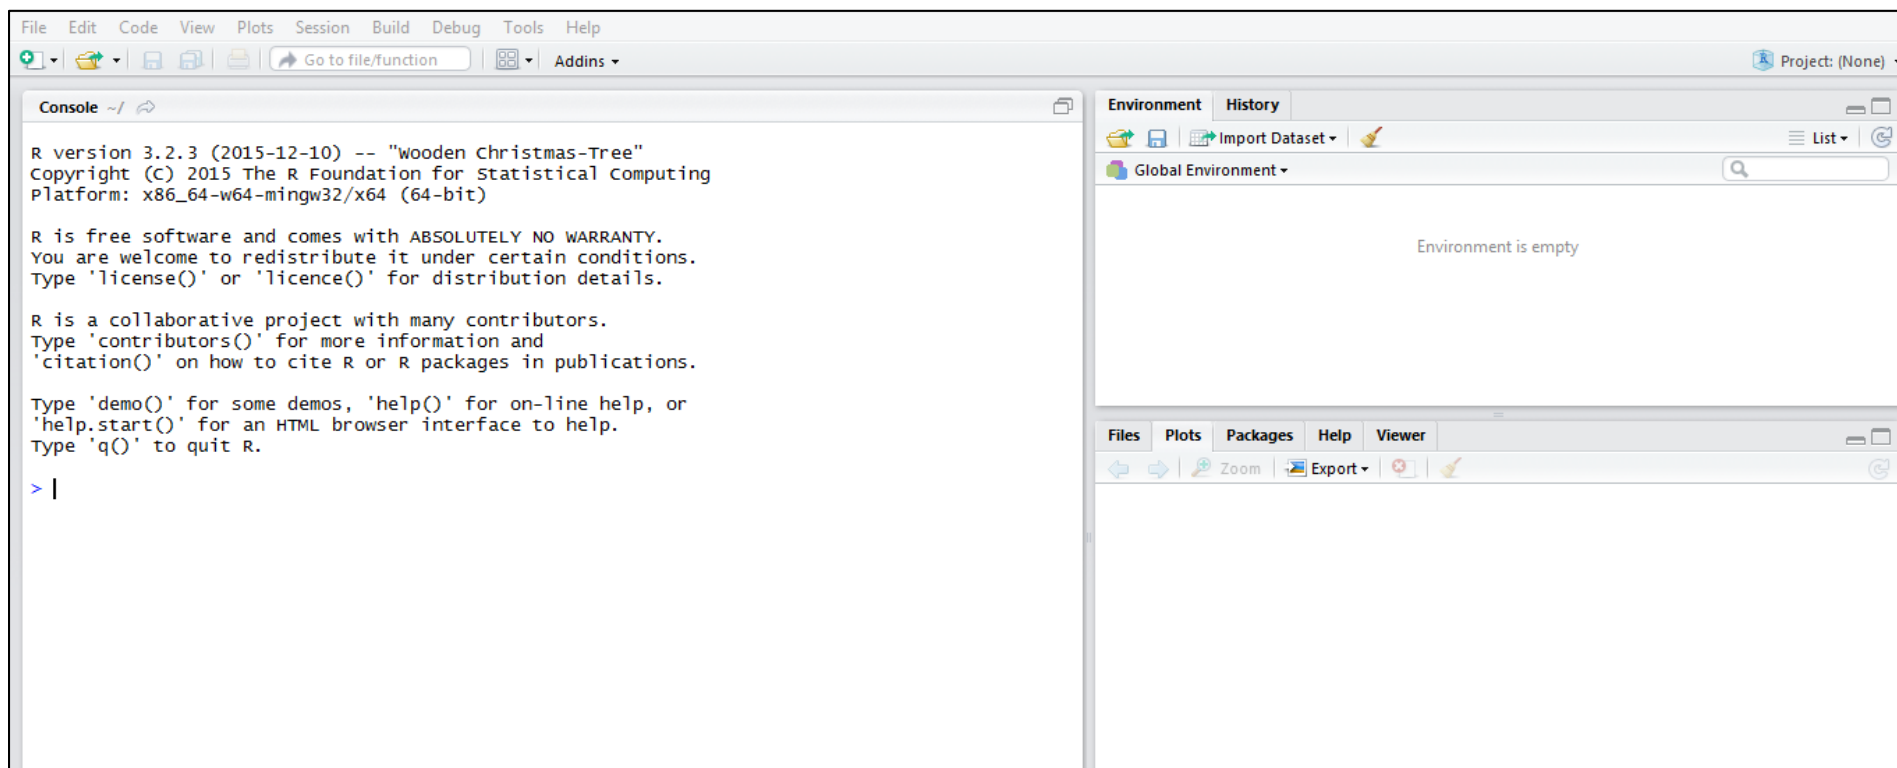 File Edit Code View Plots Session Build Debug Tools Help
Go to file/function Addins Project: (None)
Console ~/
R version 3.2.3 (2015-12-10) -- "Wooden Christmas-Tree"
Copyright (C) 2015 The R Foundation for Statistical Computing
Platform: x86_64-w64-mingw32/x64 (64-bit)
R is free software and comes with ABSOLUTELY NO WARRANTY.
You are welcome to redistribute it under certain conditions.
Type 'license()' or 'licence()' for distribution details.
R is a collaborative project with many contributors.
Type 'contributors()' for more information and
'citation()' on how to cite R or R packages in publications.
Type 'demo()' for some demos, 'help()' for on-line help, or
'help.start()' for an HTML browser interface to help.
Type 'q()' to quit R.
>
Environment History
Import Dataset List
Global Environment
Environment is empty
Files Plots Packages Help Viewer
Zoom Export